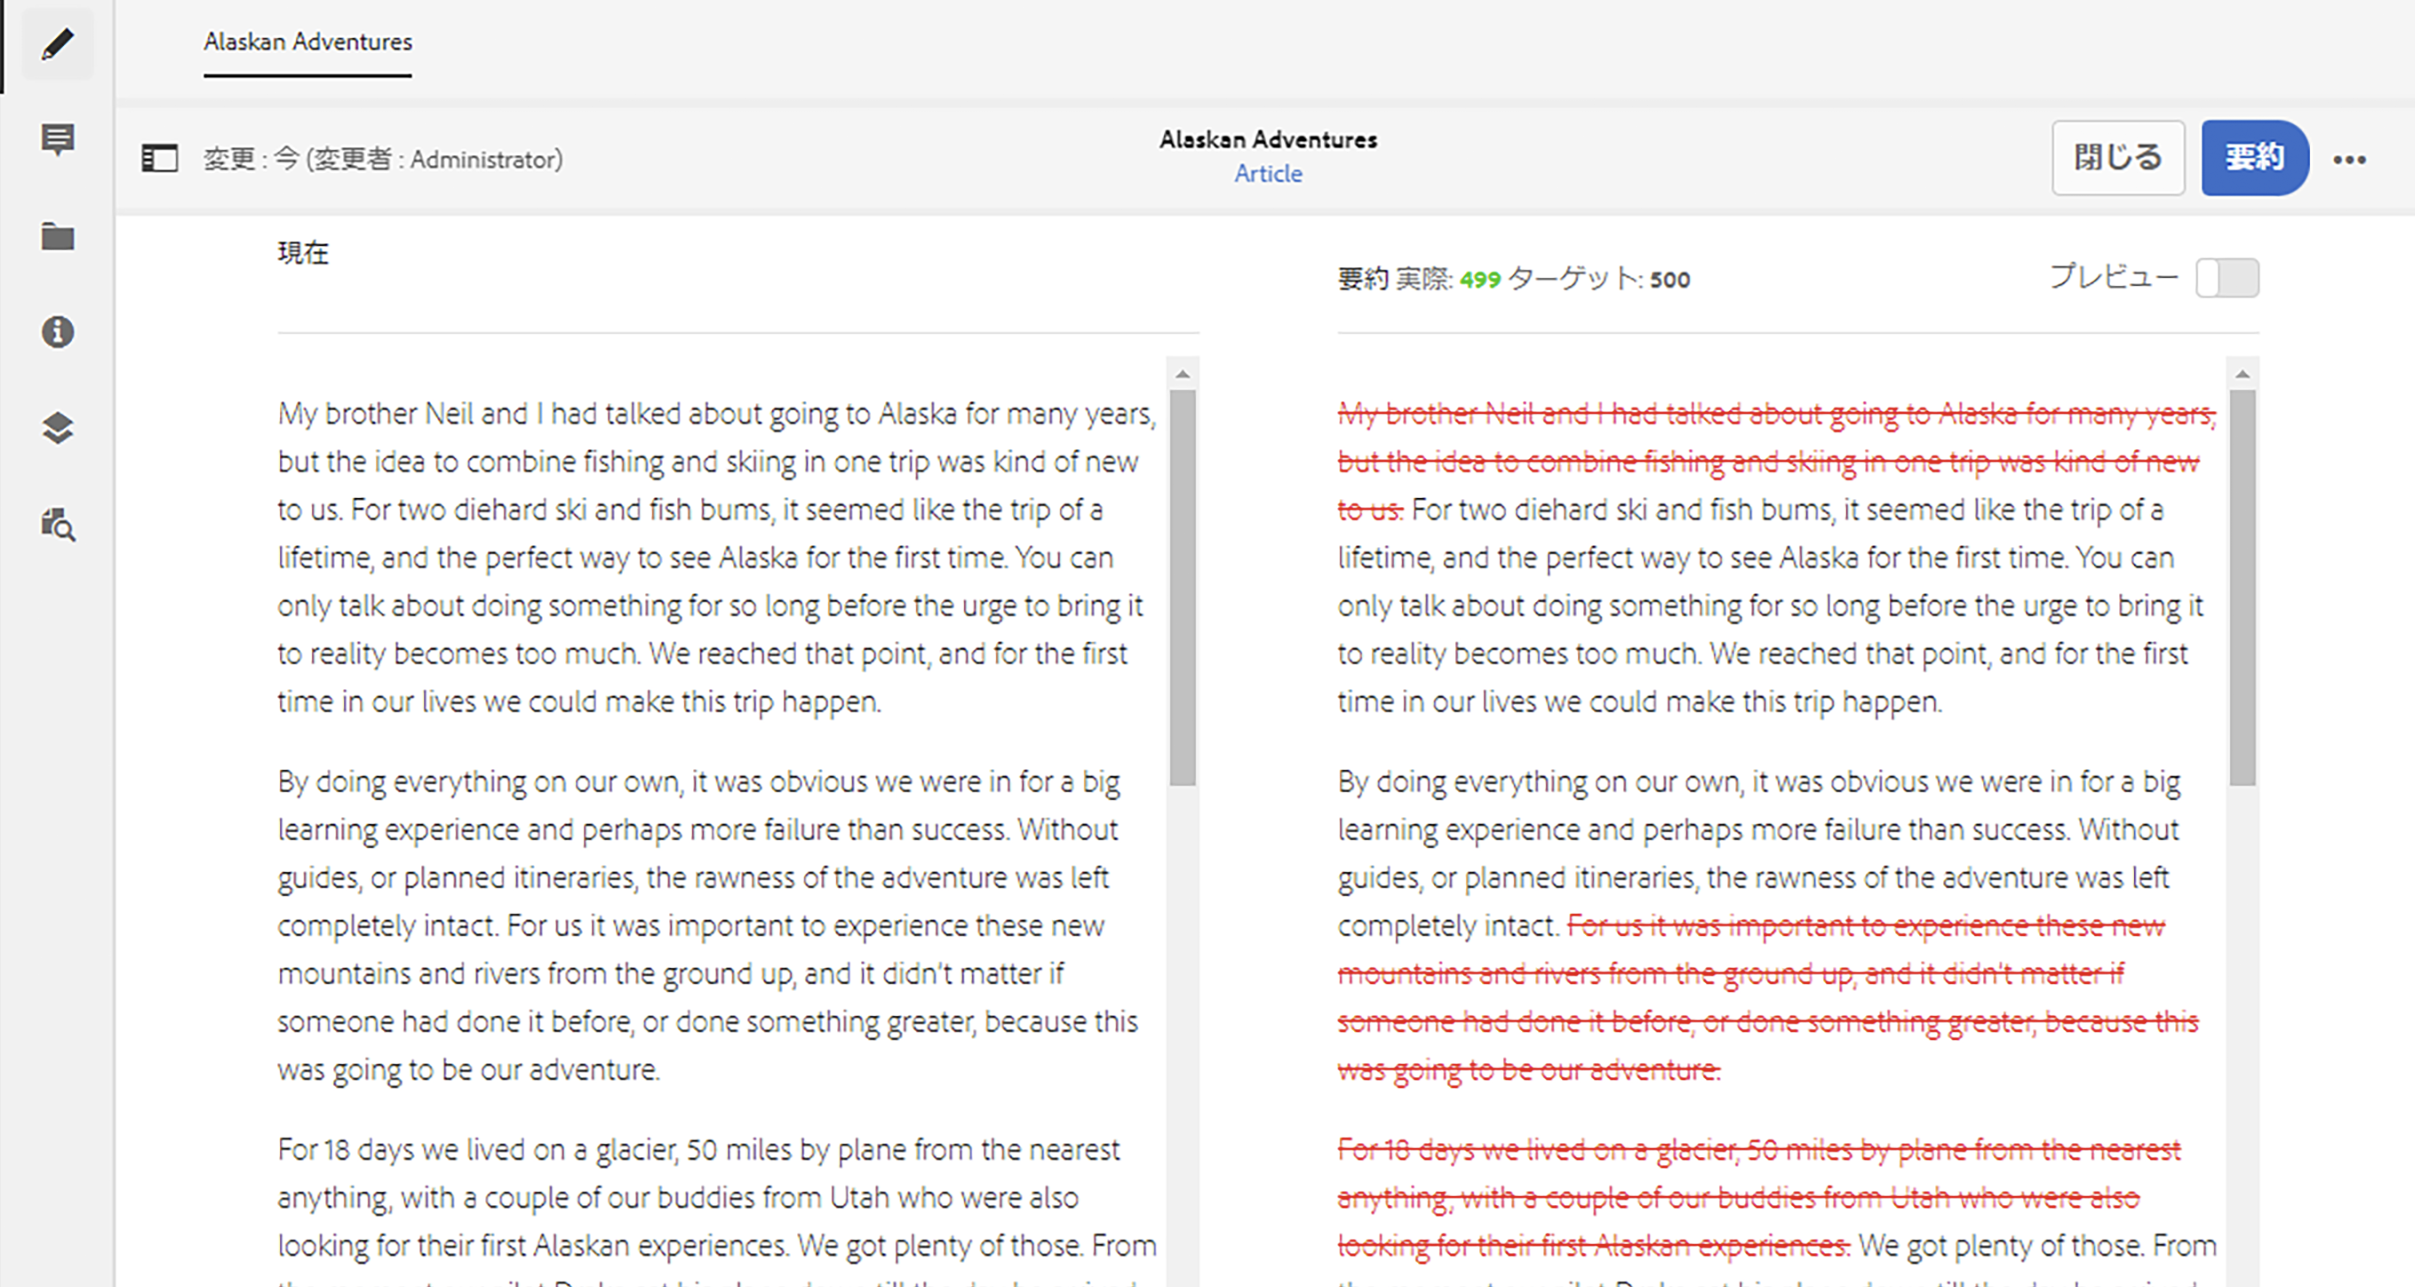 Alaskan Adventures
変更 : 今 (変更者 : Administrator)
Alaskan Adventures
Article
閉じる
要約
現在
My brother Neil and I had talked about going to Alaska for many years,
but the idea to combine fishing and skiing in one trip was kind of new
to us. For two diehard ski and fish bums, it seemed like the trip of a
lifetime, and the perfect way to see Alaska for the first time. You can
only talk about doing something for so long before the urge to bring it
to reality becomes too much. We reached that point, and for the first
time in our lives we could make this trip happen.
By doing everything on our own, it was obvious we were in for a big
learning experience and perhaps more failure than success. Without
guides, or planned itineraries, the rawness of the adventure was left
completely intact. For us it was important to experience these new
mountains and rivers from the ground up, and it didn't matter if
someone had done it before, or done something greater, because this
was going to be our adventure.
For 18 days we lived on a glacier, 50 miles by plane from the nearest
anything, with a couple of our buddies from Utah who were also
looking for their first Alaskan experiences. We got plenty of those. From
要約 実際: 499 ターゲット: 500
プレビュー
My brother Neil and I had talked about going to Alaska for many years,
but the idea to combine fishing and skiing in one trip was kind of new
to us. For two diehard ski and fish bums, it seemed like the trip of a
lifetime, and the perfect way to see Alaska for the first time. You can
only talk about doing something for so long before the urge to bring it
to reality becomes too much. We reached that point, and for the first
time in our lives we could make this trip happen.
By doing everything on our own, it was obvious we were in for a big
learning experience and perhaps more failure than success. Without
guides, or planned itineraries, the rawness of the adventure was left
completely intact. For us it was important to experience these new
mountains and rivers from the ground up, and it didn't matter if
someone had done it before, or done something greater, because this
was going to be our adventure.
For 18 days we lived on a glacier, 50 miles by plane from the nearest
anything, with a couple of our buddies from Utah who were also
looking for their first Alaskan experiences. We got plenty of those. From